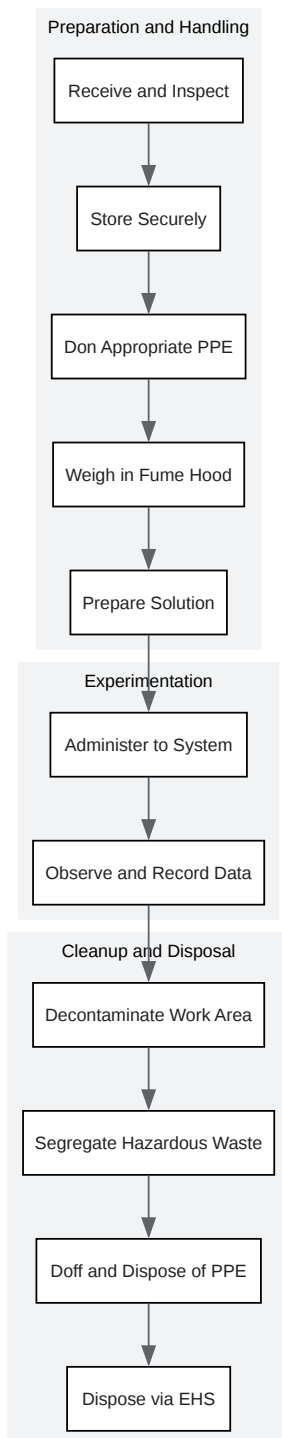 Preparation and Handling
Receive and Inspect
Store Securely
Don Appropriate PPE
Weigh in Fume Hood
Prepare Solution
Experimentation
Administer to System
Observe and Record Data
Cleanup and Disposal
Decontaminate Work Area
Segregate Hazardous Waste
Doff and Dispose of PPE
Dispose via EHS